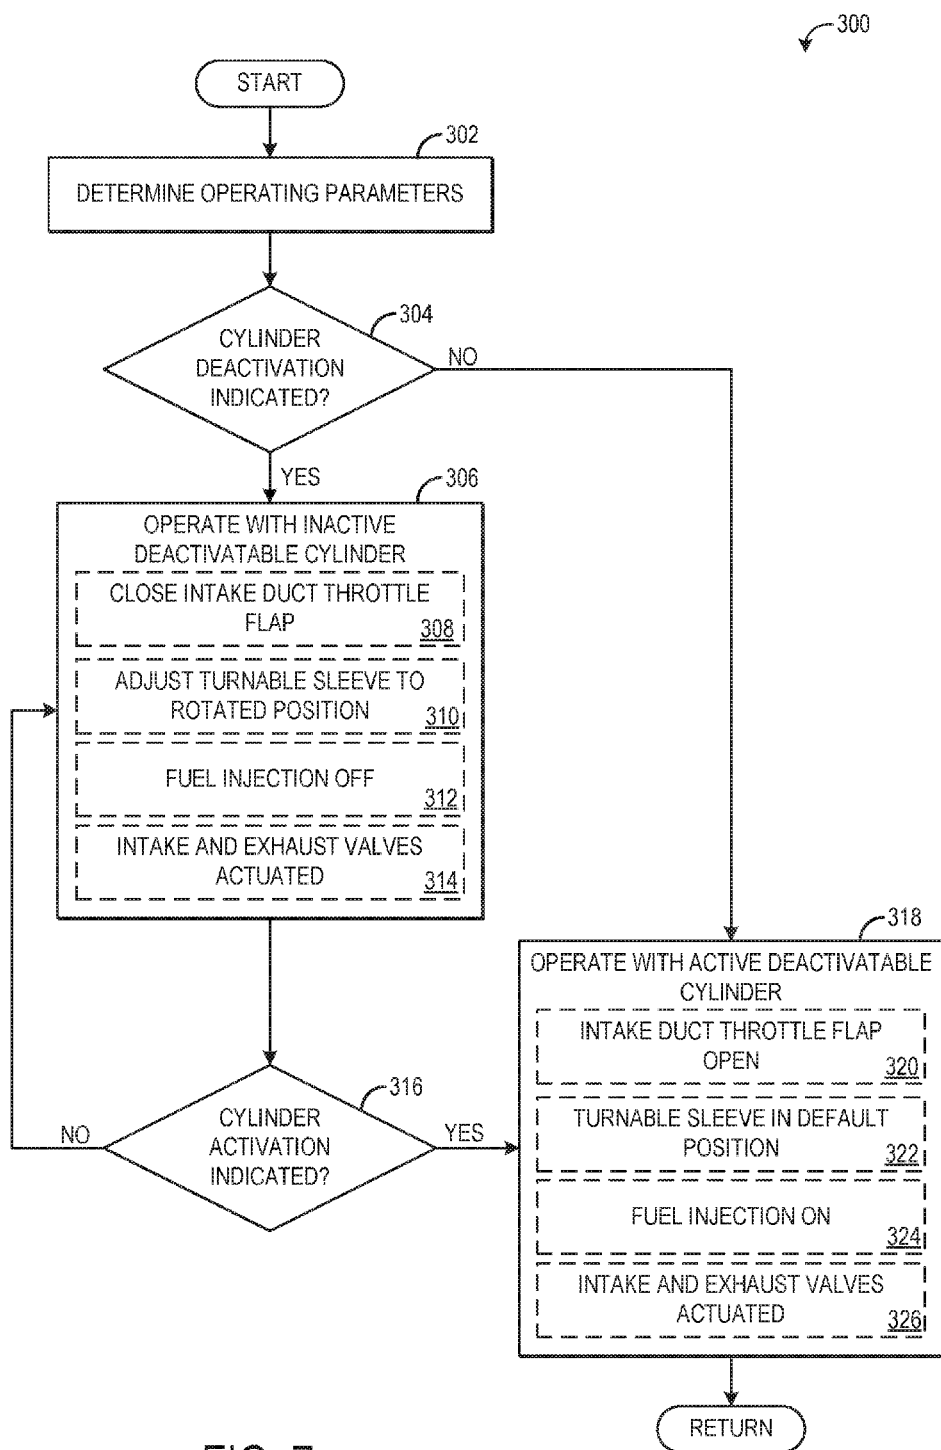 300
START
302
DETERMINE OPERATING PARAMETERS
304
CYLINDER
DEACTIVATION
INDICATED?
NO
YES
306
OPERATE WITH INACTIVE
DEACTIVATABLE CYLINDER
CLOSE INTAKE DUCT THROTTLE
FLAP
308
ADJUST TURNABLE SLEEVE TO
ROTATED POSITION
310
FUEL INJECTION OFF
312
INTAKE AND EXHAUST VALVES
ACTUATED
314
316
CYLINDER
ACTIVATION
INDICATED?
NO
YES
318
OPERATE WITH ACTIVE DEACTIVATABLE
CYLINDER
INTAKE DUCT THROTTLE FLAP
OPEN
320
TURNABLE SLEEVE IN DEFAULT
POSITION
322
FUEL INJECTION ON
324
INTAKE AND EXHAUST VALVES
ACTUATED
326
RETURN